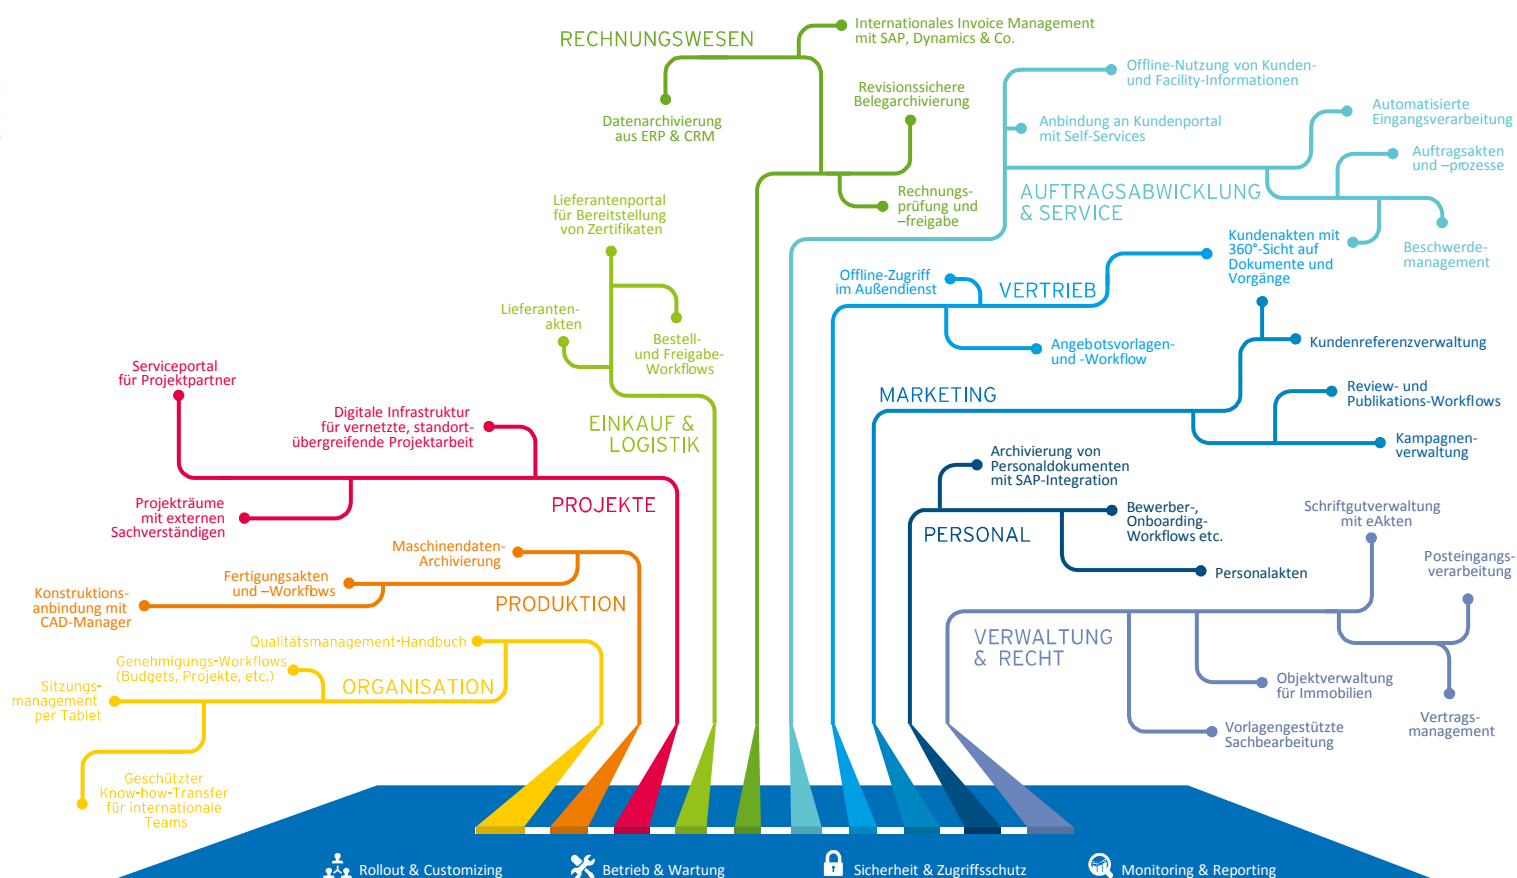 RECHNUNGSWESEN
Internationales Invoice Management
mit SAP, Dynamics & Co.
Datenarchivierung
aus ERP & CRM
Revisionssichere
Belegarchivierung
Rechnungs-
prüfung und
–freigabe
Offline-Nutzung von Kunden-
und Facility-Informationen
Anbindung an Kundenportal
mit Self-Services
Automatisierte
Eingangsverarbeitung
Auftragsakten
und –prozesse
AUFTRAGSABWICKLUNG
& SERVICE
Beschwerde-
management
Kundenakten mit
360°-Sicht auf
Dokumente und
Vorgänge
Lieferantenportal
für Bereitstellung
von Zertifikaten
Lieferanten-
akten
Bestell-
und Freigabe-
Workflows
EINKAUF &
LOGISTIK
Offline-Zugriff
im Außendienst
VERTRIEB
Angebotsvorlagen-
und -Workflow
MARKETING
Kundenreferenzverwaltung
Review- und
Publikations-Workflows
Kampagnen-
verwaltung
Serviceportal
für Projektpartner
Digitale Infrastruktur
für vernetzte, standort-
übergreifende Projektarbeit
Projekträume
mit externen
Sachverständigen
PROJEKTE
Archivierung von
Personaldokumenten
mit SAP-Integration
PERSONAL
Bewerber-,
Onboarding-
Workflows etc.
Personalakten
Maschinendaten-
Archivierung
Fertigungsakten
und –Workflows
Konstruktions-
anbindung mit
CAD-Manager
PRODUKTION
Schriftgutverwaltung
mit eAkten
Posteingangs-
verarbeitung
VERWALTUNG
& RECHT
Objektverwaltung
für Immobilien
Vorlagengestützte
Sachbearbeitung
Vertrags-
management
Qualitätsmanagement-Handbuch
Genehmigungs-Workflows
(Budgets, Projekte, etc.)
ORGANISATION
Sitzungs-
management
per Tablet
Geschützter
Know-how-Transfer
für internationale
Teams
Rollout & Customizing
Betrieb & Wartung
Sicherheit & Zugriffsschutz
Monitoring & Reporting